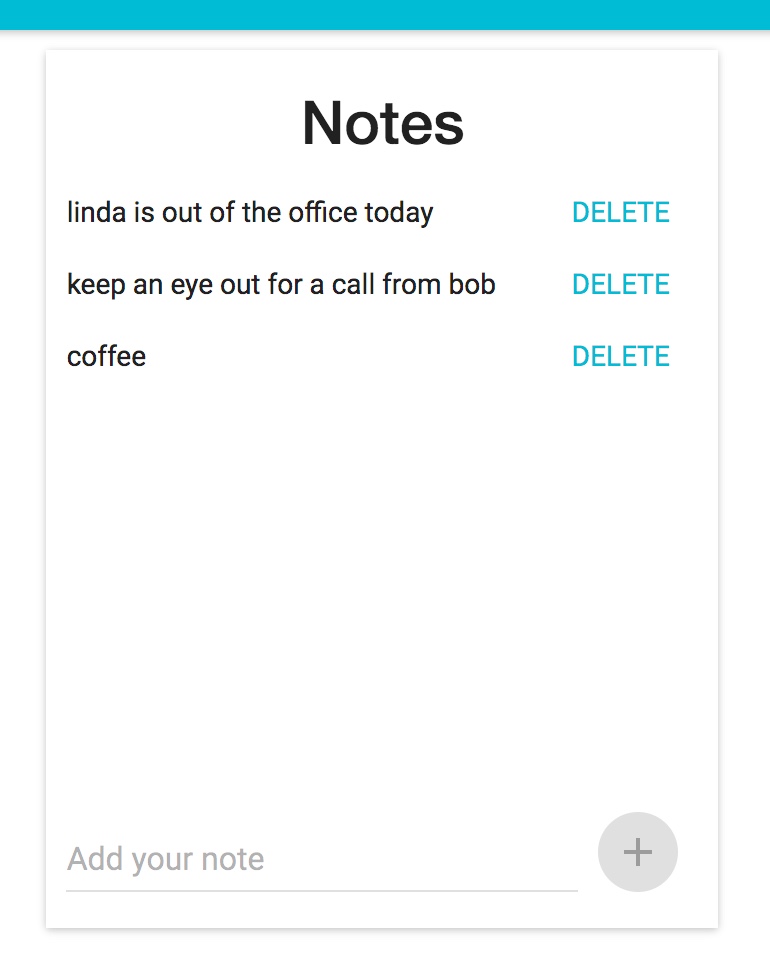 Notes
linda is out of the office today DELETE
keep an eye out for a call from bob DELETE
coffee DELETE
Add your note
+